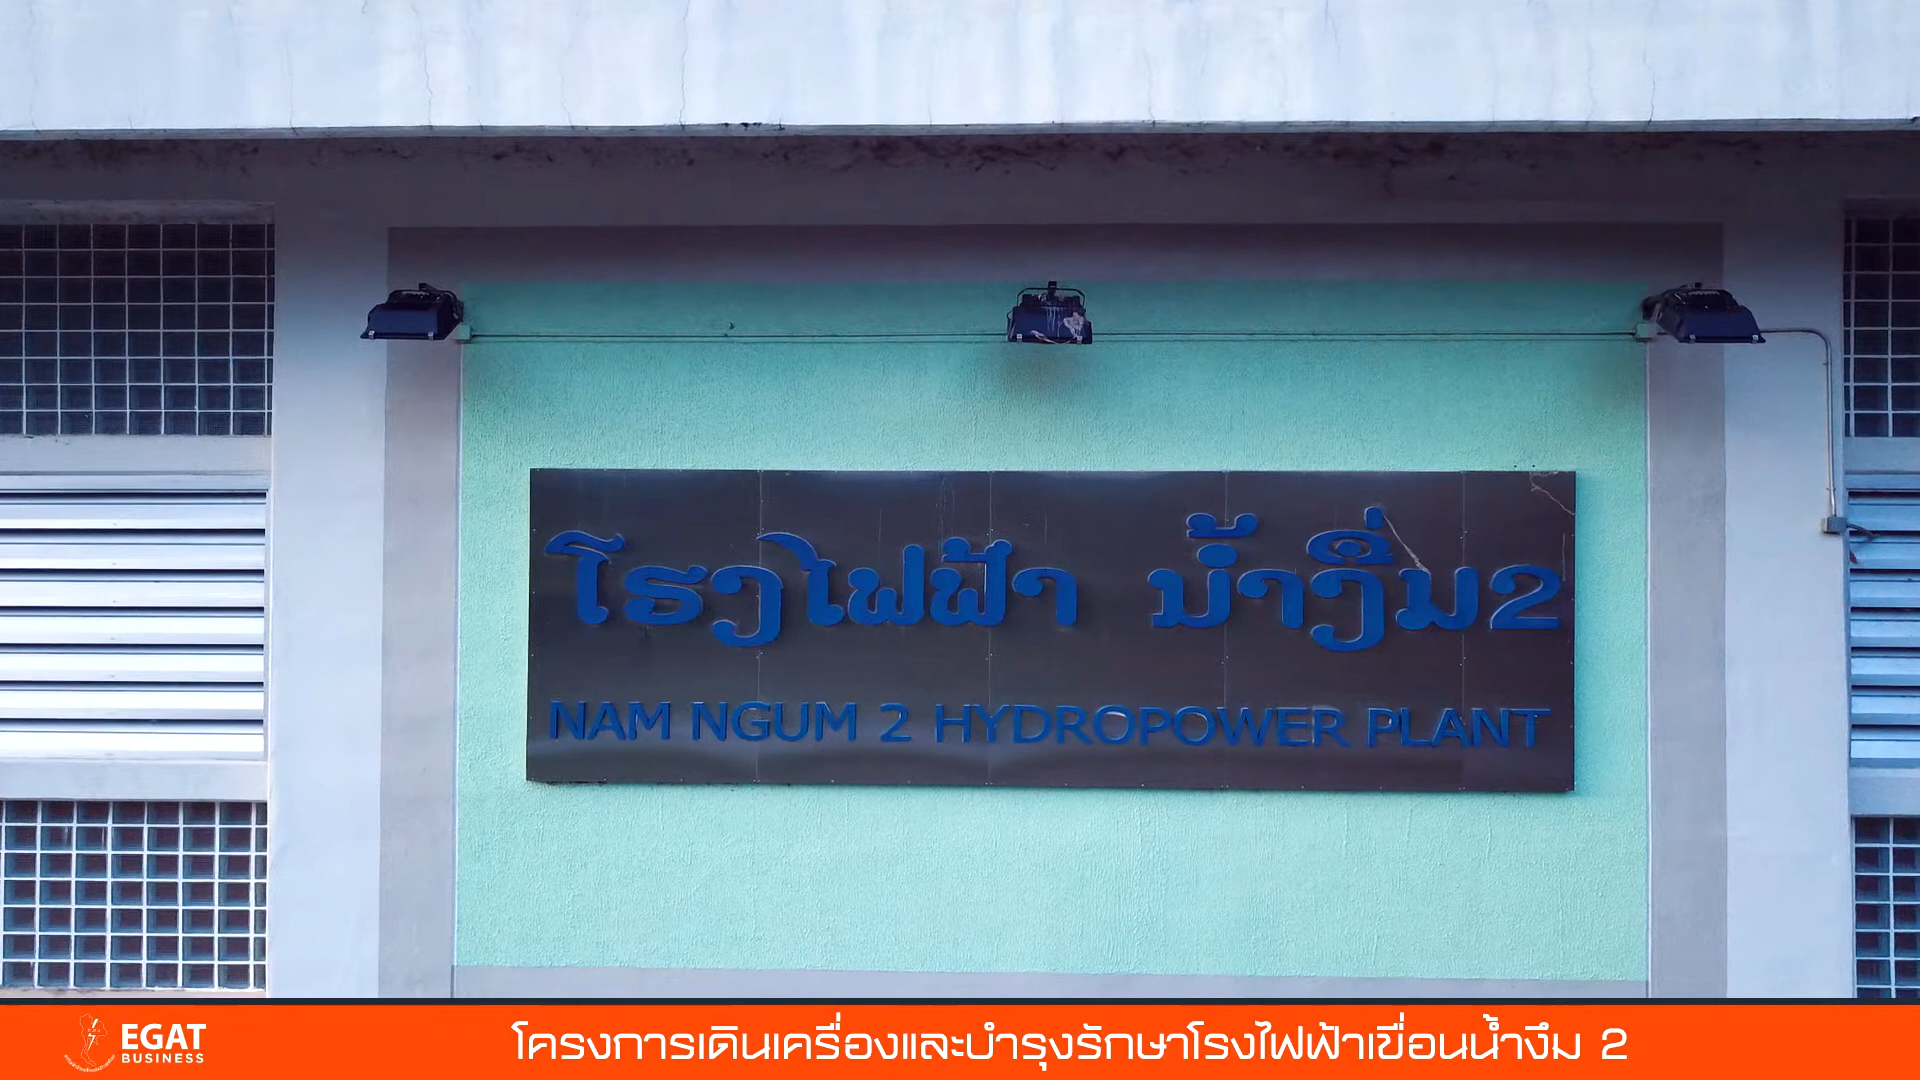 ໂຮງໄຟຟ້າ ນ້ຳງື່ມ2
NAM NGUM 2 HYDROPOWER PLANT
EGAT
BUSINESS
โครงการเดินเครื่องและบำรุงรักษาโรงไฟฟ้าเขื่อนน้ำงึม 2